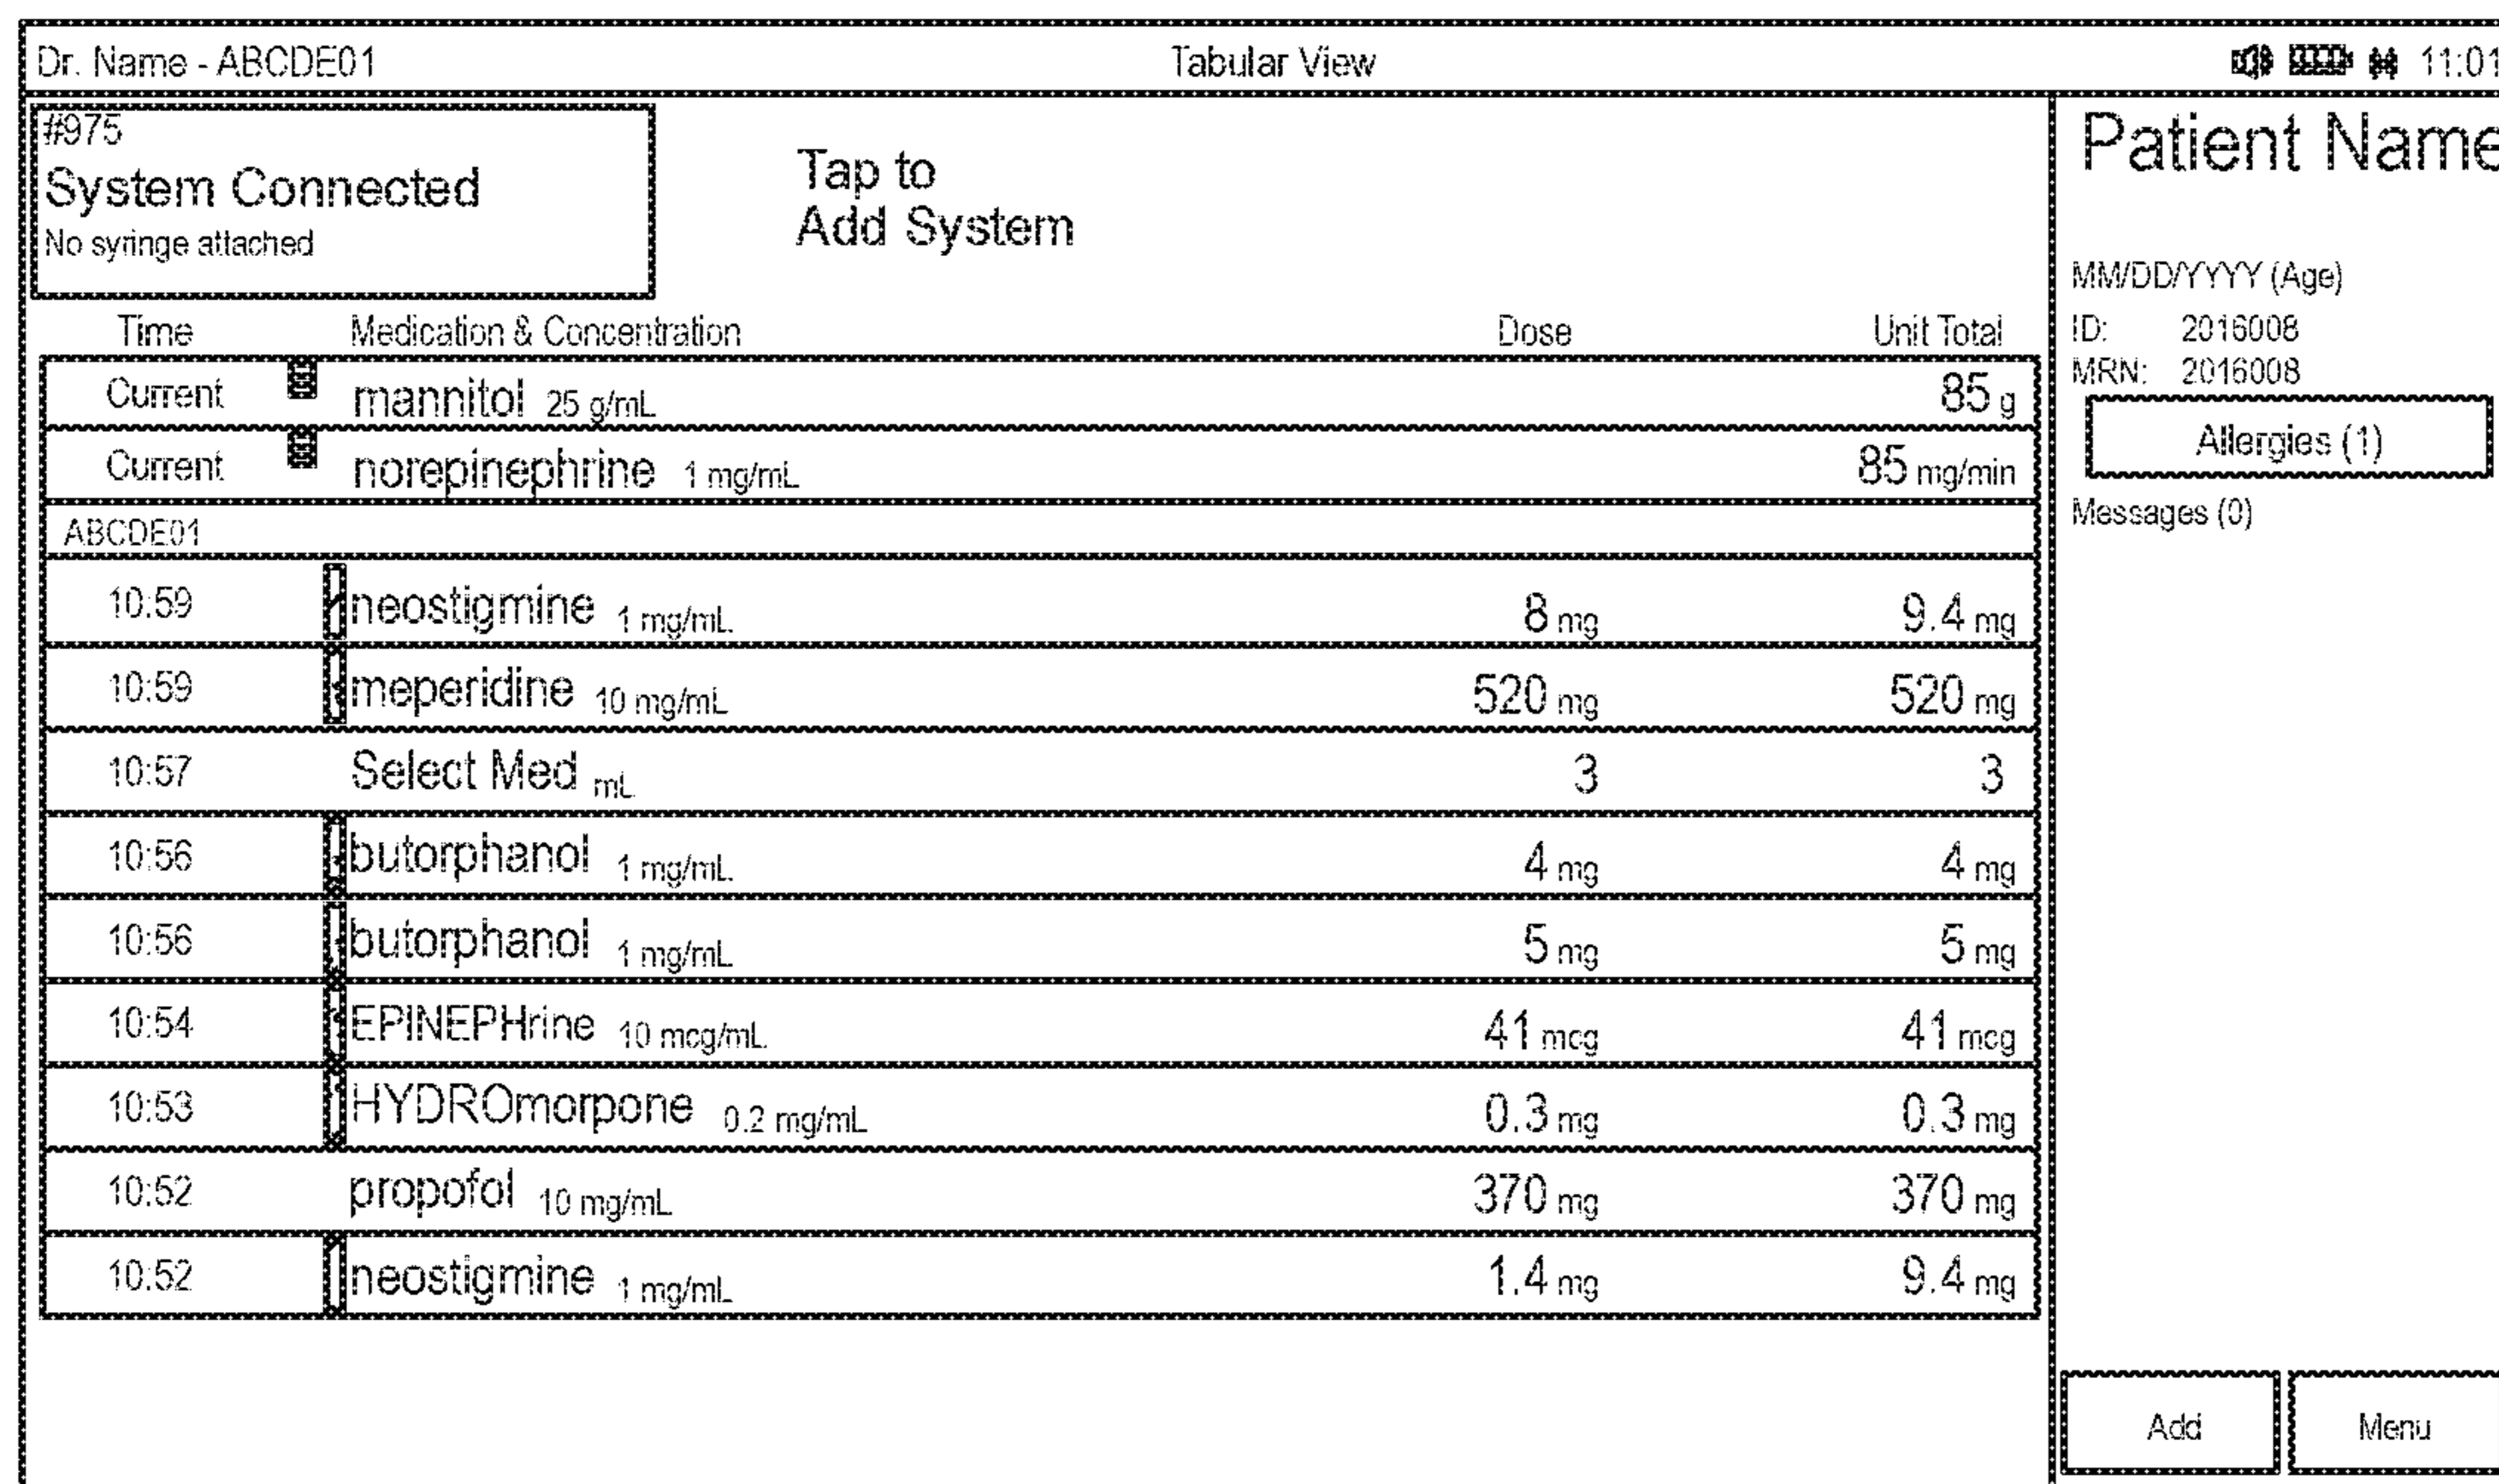 Dr. Name - ABCDE01 Tabular View 11:01
#975
System Connected
No syringe attached
Tap to
Add System
Time Medication & Concentration Dose Unit Total
Current mannitol 25 g/mL 85 g
Current norepinephrine 1 mg/mL 85 mg/min
ABCDE01
10:59 neostigmine 1 mg/mL 8 mg 9.4 mg
10:59 meperidine 10 mg/mL 520 mg 520 mg
10:57 Select Med mL 3 3
10:56 butorphanol 1 mg/mL 4 mg 4 mg
10:56 butorphanol 1 mg/mL 5 mg 5 mg
10:54 EPINEPHrine 10 mcg/mL 41 mcg 41 mcg
10:53 HYDROmorpone 0.2 mg/mL 0.3 mg 0.3 mg
10:52 propofol 10 mg/mL 370 mg 370 mg
10:52 neostigmine 1 mg/mL 1.4 mg 9.4 mg
Patient Name
MM/DD/YYYY (Age)
ID: 2016008
MRN: 2016008
Allergies (1)
Messages (0)
Add Menu